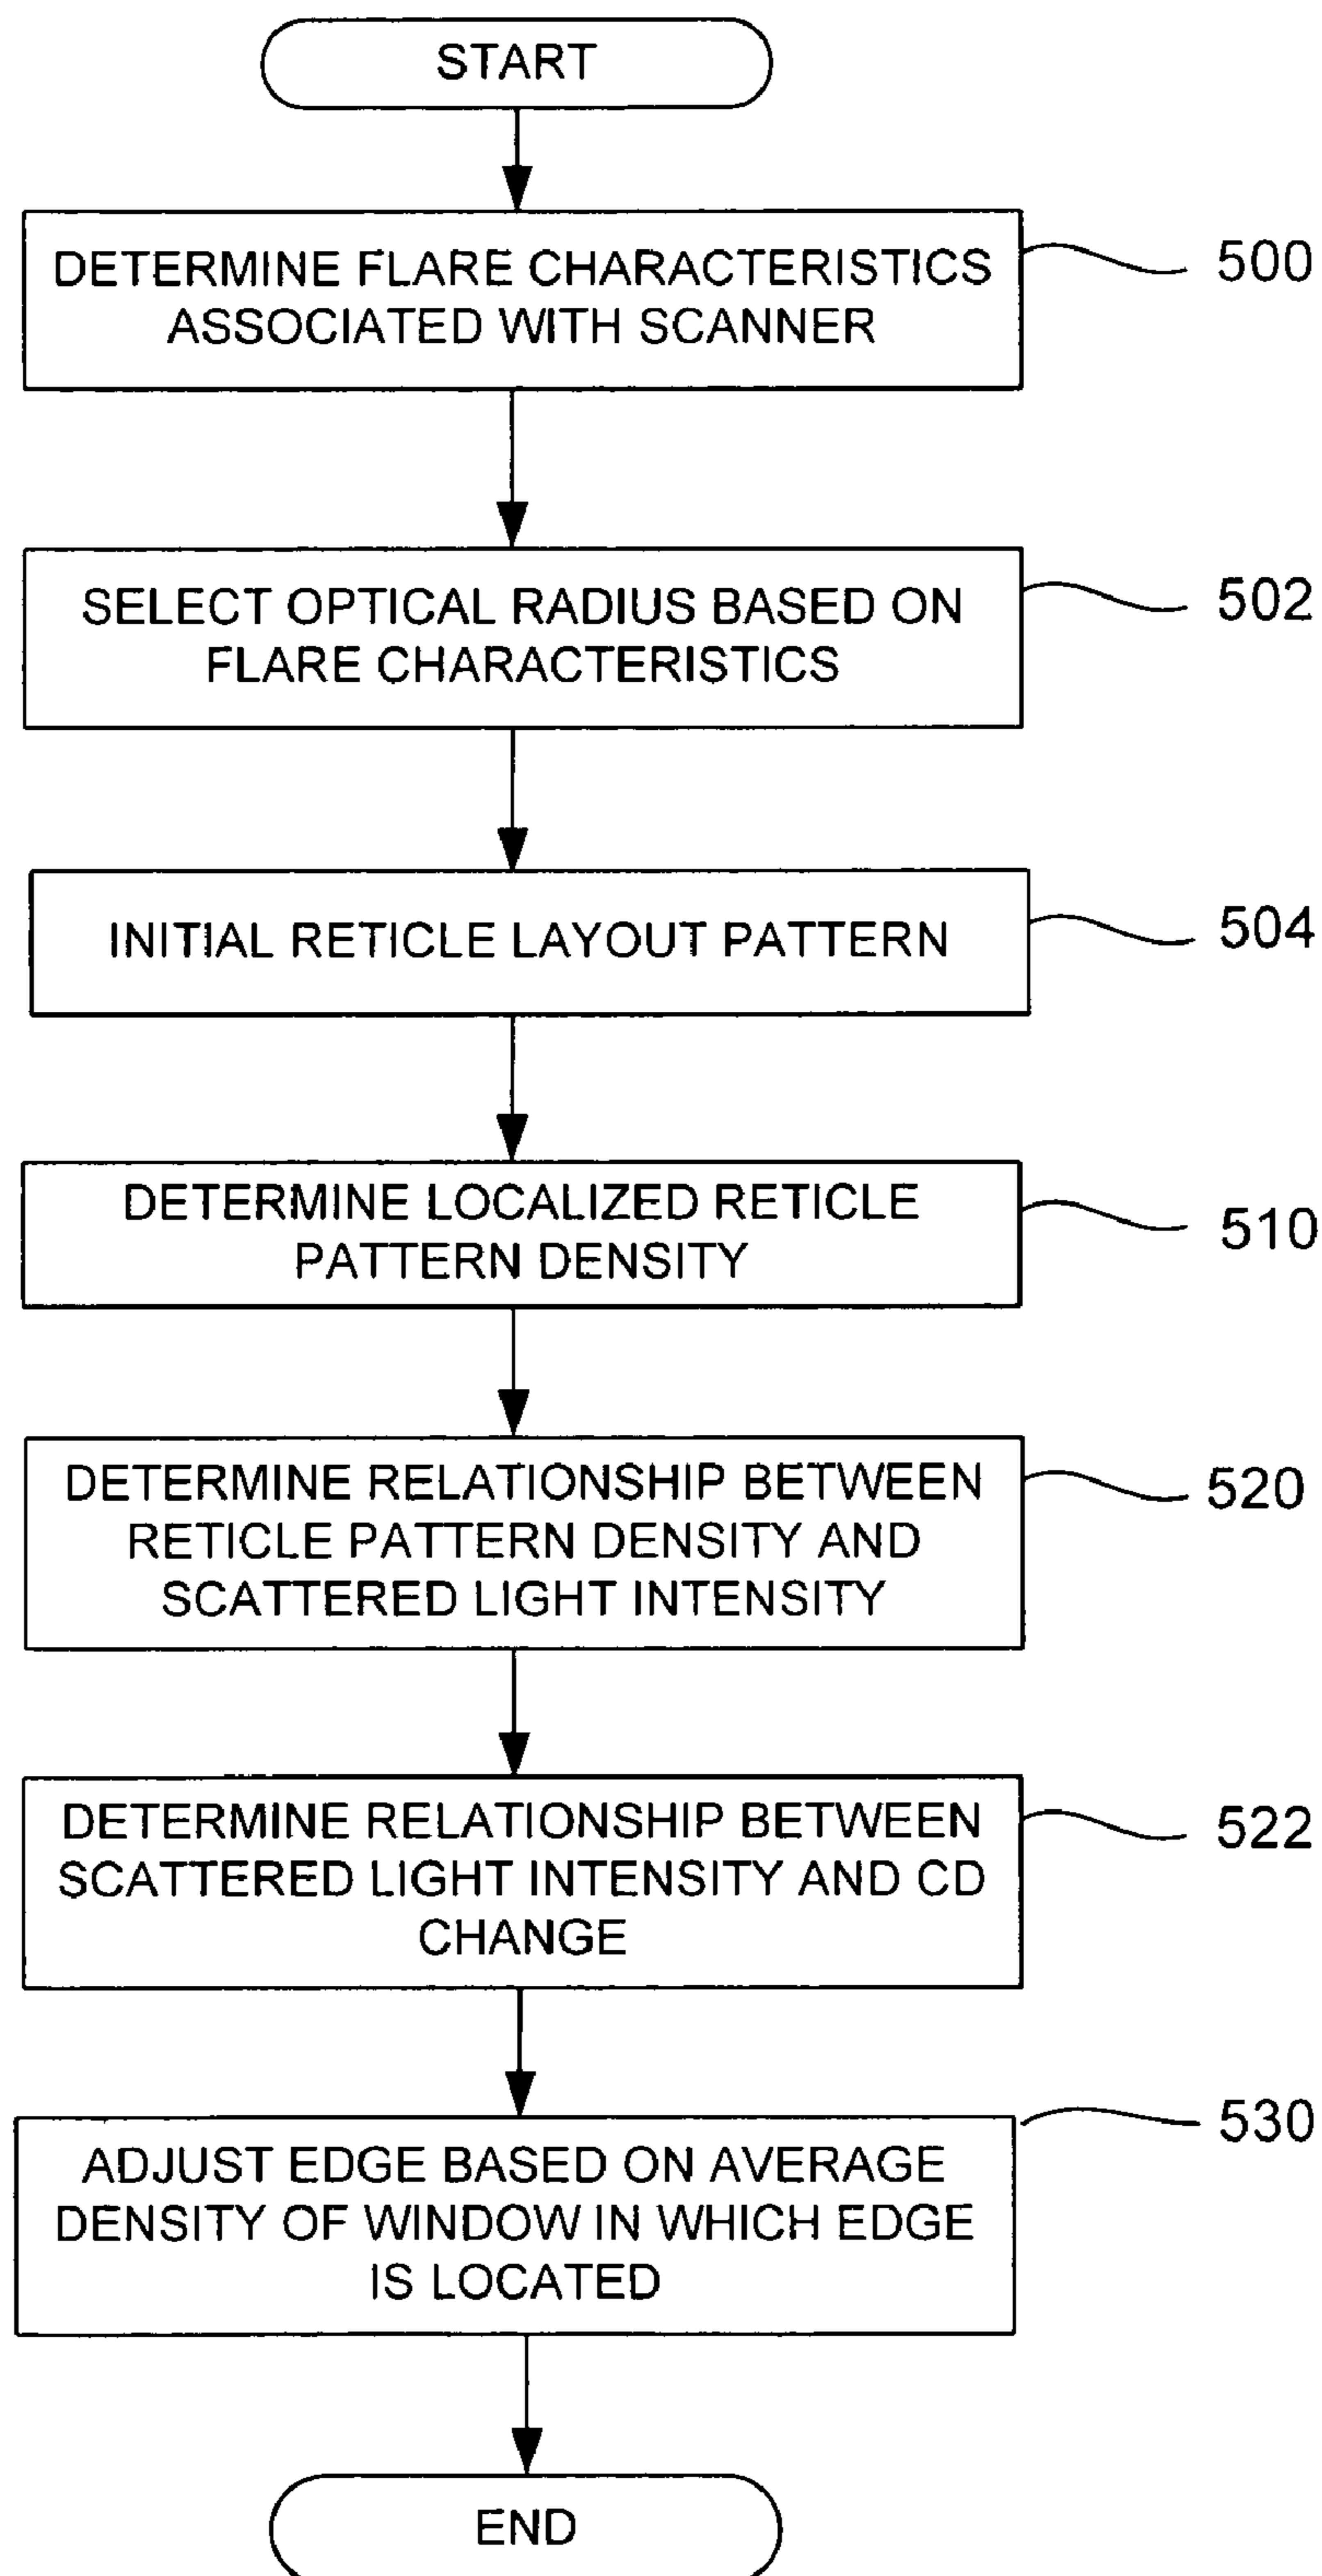 START
DETERMINE FLARE CHARACTERISTICS
ASSOCIATED WITH SCANNER
500
SELECT OPTICAL RADIUS BASED ON
FLARE CHARACTERISTICS
502
INITIAL RETICLE LAYOUT PATTERN
504
DETERMINE LOCALIZED RETICLE
PATTERN DENSITY
510
DETERMINE RELATIONSHIP BETWEEN
RETICLE PATTERN DENSITY AND
SCATTERED LIGHT INTENSITY
520
DETERMINE RELATIONSHIP BETWEEN
SCATTERED LIGHT INTENSITY AND CD
CHANGE
522
ADJUST EDGE BASED ON AVERAGE
DENSITY OF WINDOW IN WHICH EDGE
IS LOCATED
530
END